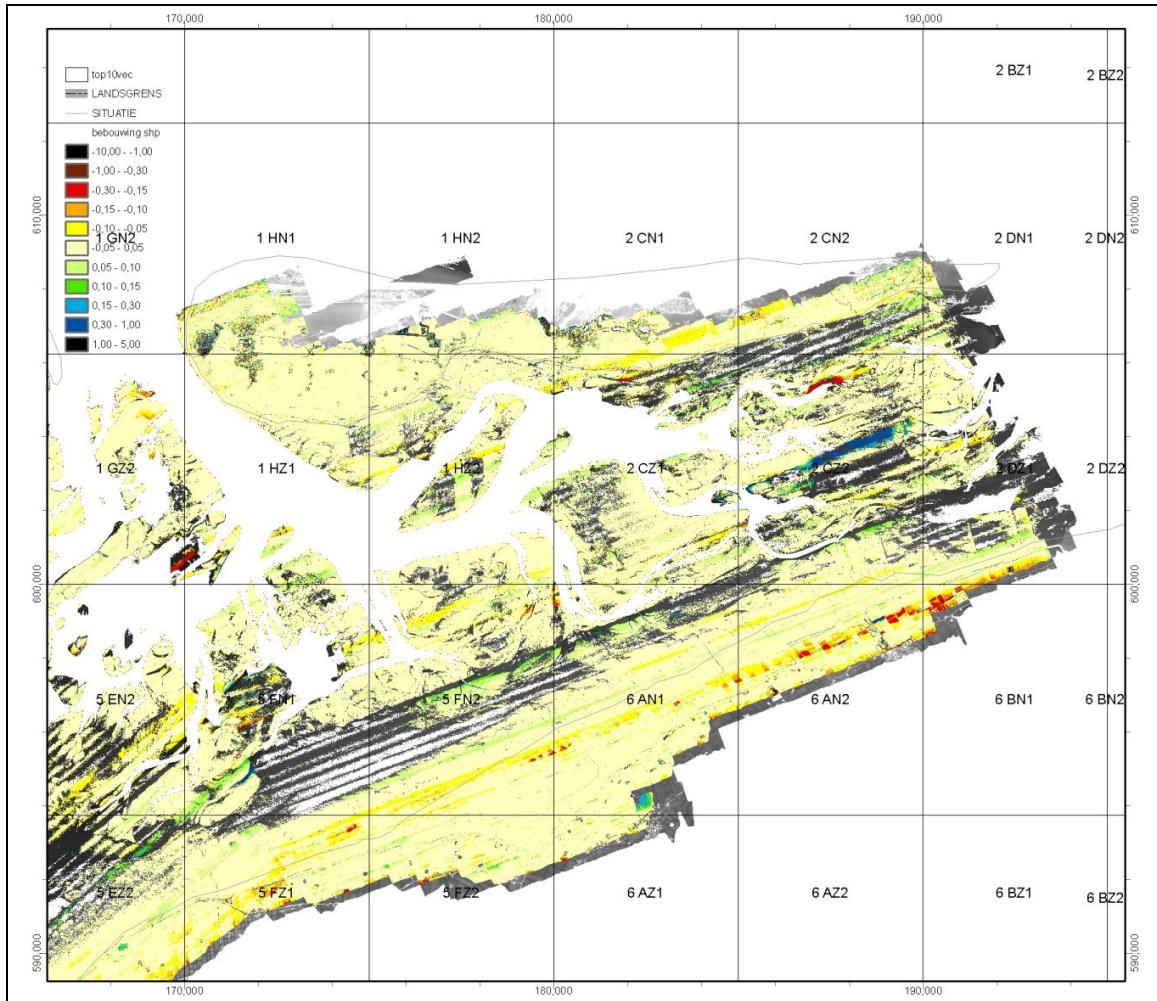 170,000 180,000 190,000
2 BZ1 2 BZ2
top10vec
LANDSGRENS
SITUATIE
bebouwing.shp
-10,00 - -1,00
-1,00 - -0,30
-0,30 - -0,15
-0,15 - -0,10
-0,10 - -0,05
-0,05 - 0,05
0,05 - 0,10
0,10 - 0,15
0,15 - 0,30
0,30 - 1,00
1,00 - 5,00
610,000 610,000
1 GN2 1 HN1 1 HN2 2 CN1 2 CN2 2 DN1 2 DN2
1 GZ2 1 HZ1 1 HZ2 2 CZ1 2 CZ2 2 DZ1 2 DZ2
600,000 600,000
5 EN2 5 FN1 5 FN2 6 AN1 6 AN2 6 BN1 6 BN2
5 EZ2 5 FZ1 5 FZ2 6 AZ1 6 AZ2 6 BZ1 6 BZ2
590,000 590,000
170,000 180,000 190,000